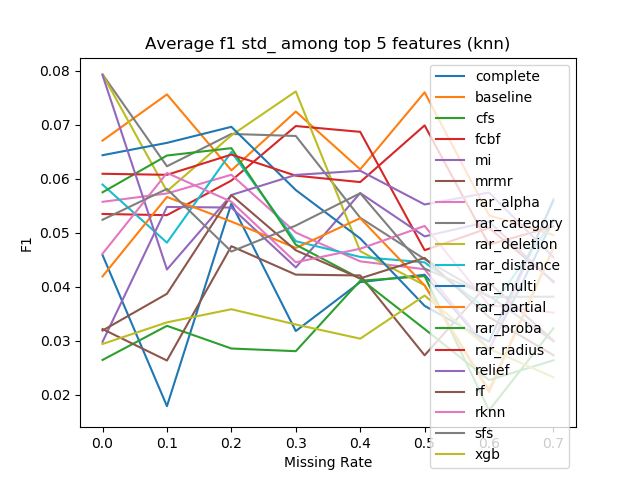 Average f1 std_ among top 5 features (knn)
F1
0.08
0.07
0.06
0.05
0.04
0.03
0.02
0.0 0.1 0.2 0.3 0.4 0.5 0.6 0.7
Missing Rate
complete
baseline
cfs
fcbf
mi
mrmr
rar_alpha
rar_category
rar_deletion
rar_distance
rar_multi
rar_partial
rar_proba
rar_radius
relief
rf
rknn
sfs
xgb